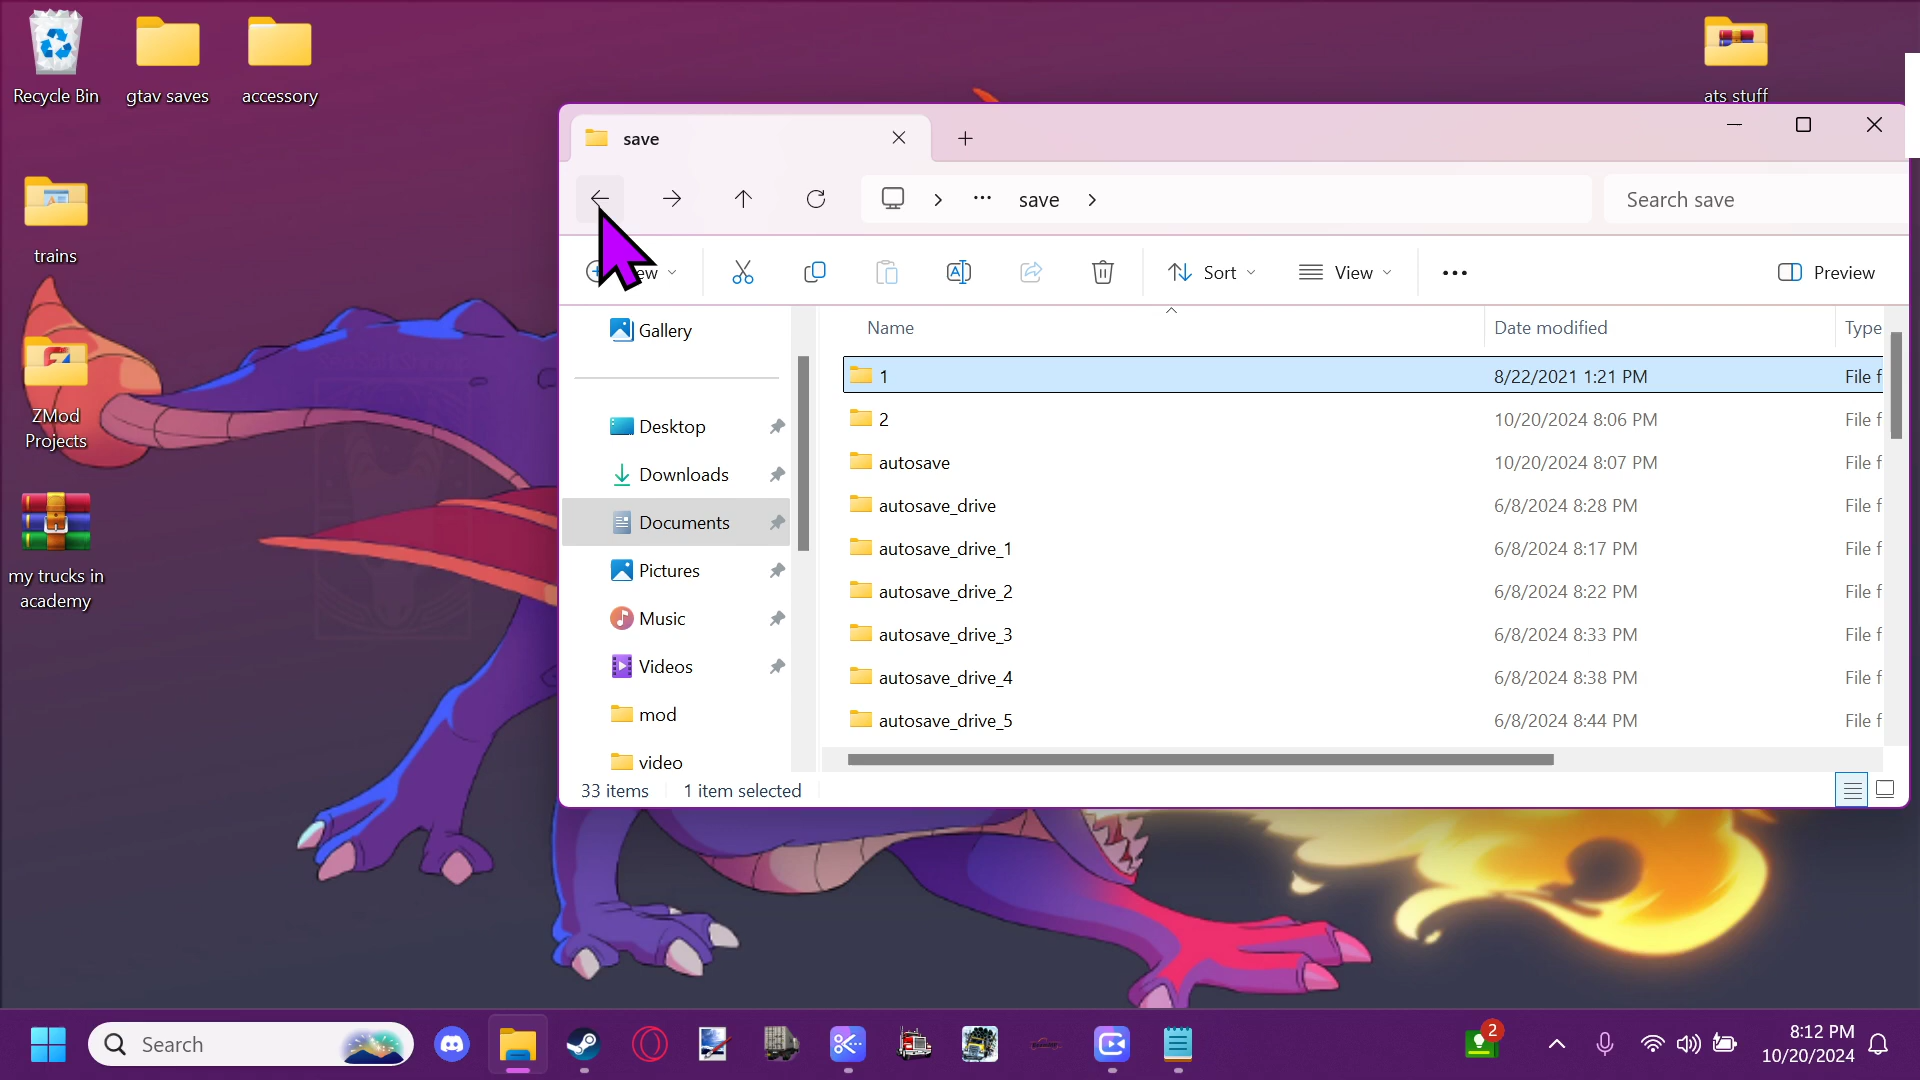 Recycle Bin
gtav saves
accessory
ats stuff
trains
ZMod
Projects
my trucks in
academy
save
save
Search save
Sort
View
Preview
Gallery
Desktop
Downloads
Documents
Pictures
Music
Videos
mod
video
Name
Date modified
Type
1
8/22/2021 1:21 PM
File f
2
10/20/2024 8:06 PM
File f
autosave
10/20/2024 8:07 PM
File f
autosave_drive
6/8/2024 8:28 PM
File f
autosave_drive_1
6/8/2024 8:17 PM
File f
autosave_drive_2
6/8/2024 8:22 PM
File f
autosave_drive_3
6/8/2024 8:33 PM
File f
autosave_drive_4
6/8/2024 8:38 PM
File f
autosave_drive_5
6/8/2024 8:44 PM
File f
33 items
1 item selected
Search
2
8:12 PM
10/20/2024